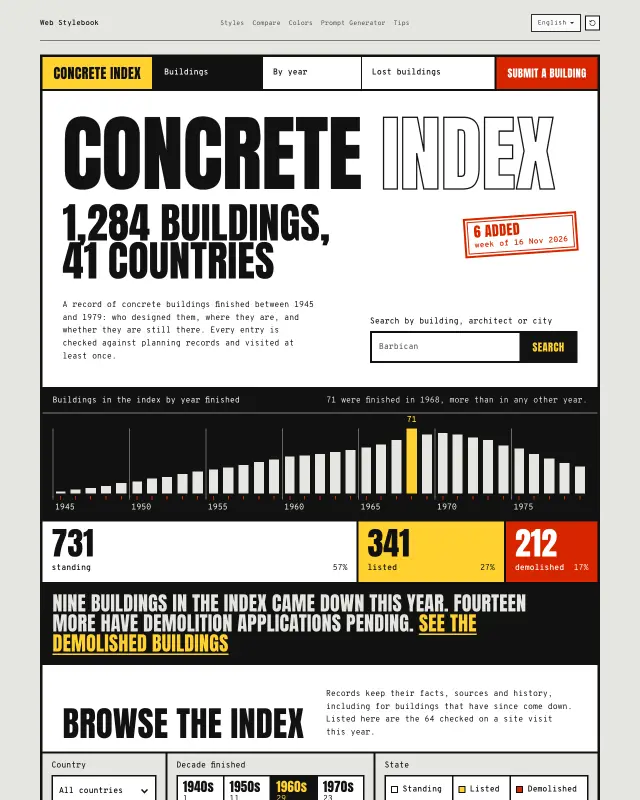 Web Stylebook
Styles Compare Colors Prompt Generator Tips
English
CONCRETE INDEX
Buildings
By year
Lost buildings
SUBMIT A BUILDING
CONCRETE INDEX
1,284 BUILDINGS,
41 COUNTRIES
6 ADDED
week of 16 Nov 2026
A record of concrete buildings finished between 1945
and 1979: who designed them, where they are, and
whether they are still there. Every entry is
checked against planning records and visited at
least once.
Search by building, architect or city
Barbican
SEARCH
Buildings in the index by year finished
71 were finished in 1968, more than in any other year.
71
1945 1950 1955 1960 1965 1970 1975
731
standing 57%
341
listed 27%
212
demolished 17%
NINE BUILDINGS IN THE INDEX CAME DOWN THIS YEAR. FOURTEEN
MORE HAVE DEMOLITION APPLICATIONS PENDING. SEE THE
DEMOLISHED BUILDINGS
BROWSE THE INDEX
Records keep their facts, sources and history,
including for buildings that have since come down.
Listed here are the 64 checked on a site visit
this year.
Country
All countries
Decade finished
1940s 1950s 1960s 1970s
1 11 29 23
State
Standing Listed Demolished